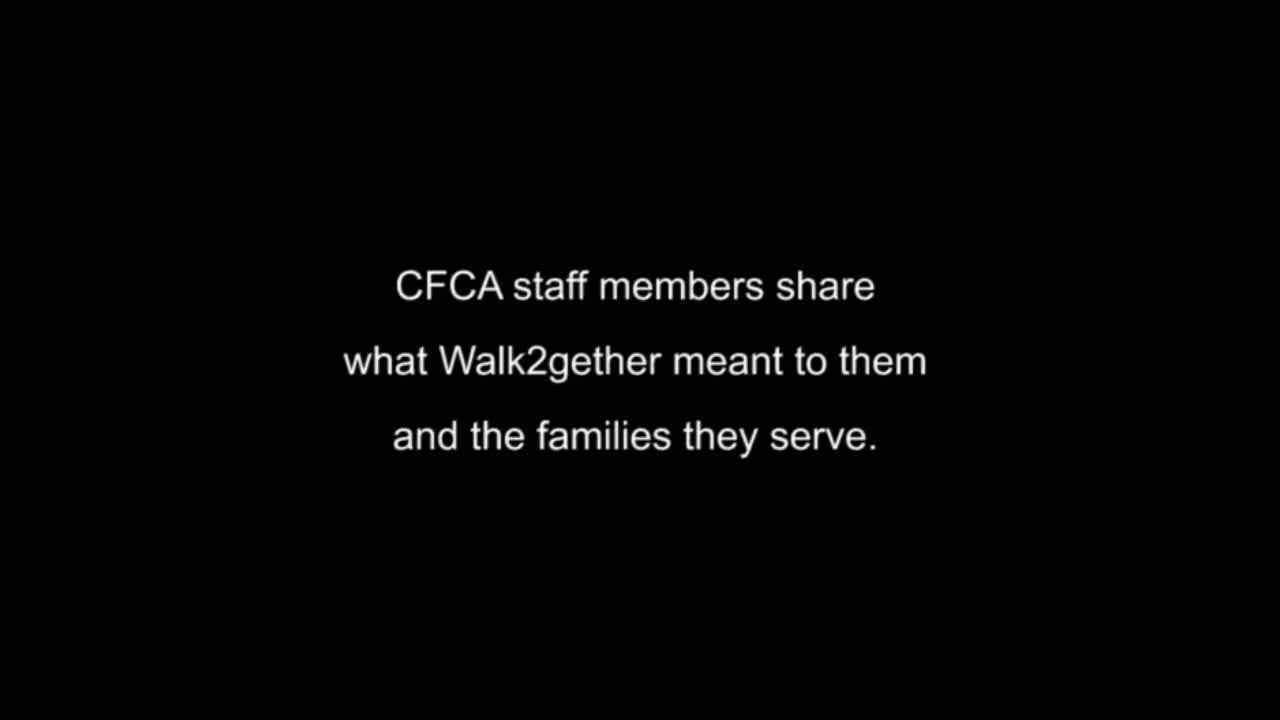 CFCA staff members share
what Walk2gether meant to them
and the families they serve.